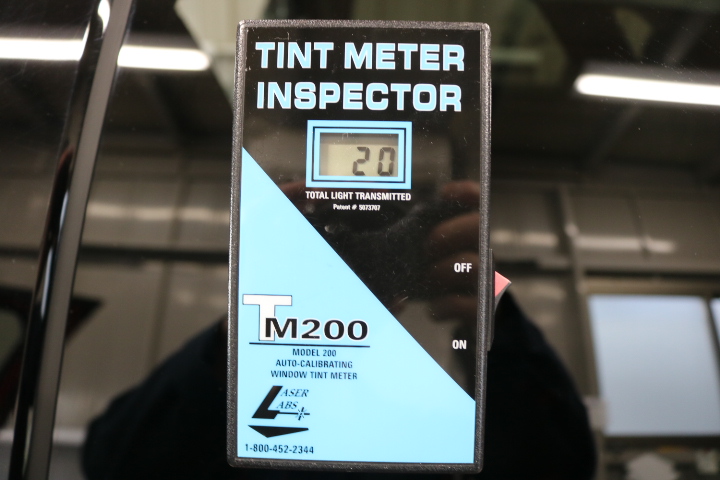 TINT METER
INSPECTOR
20
TOTAL LIGHT TRANSMITTED
Patent # 5073707
OFF
ON
TM200
MODEL 200
AUTO-CALIBRATING
WINDOW TINT METER
LASER
LABS
1-800-452-2344